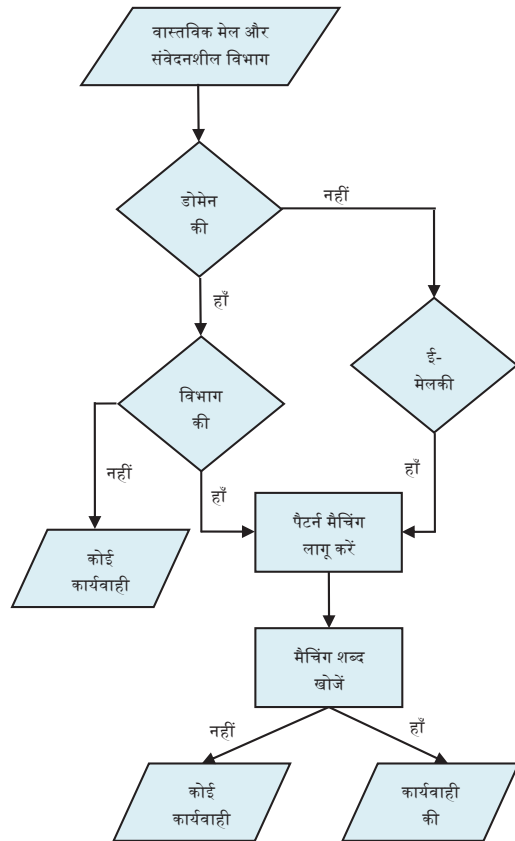 वास्तविक मेल और
संवेदनशील विभाग
डोमेन
की
नहीं
हाँ
ई-
मेलकी
विभाग
की
नहीं
हाँ
हाँ
पैटर्न मैचिंग
लागू करें
कोई
कार्यवाही
मैचिंग शब्द
खोजें
नहीं
हाँ
कोई
कार्यवाही
कार्यवाही
की